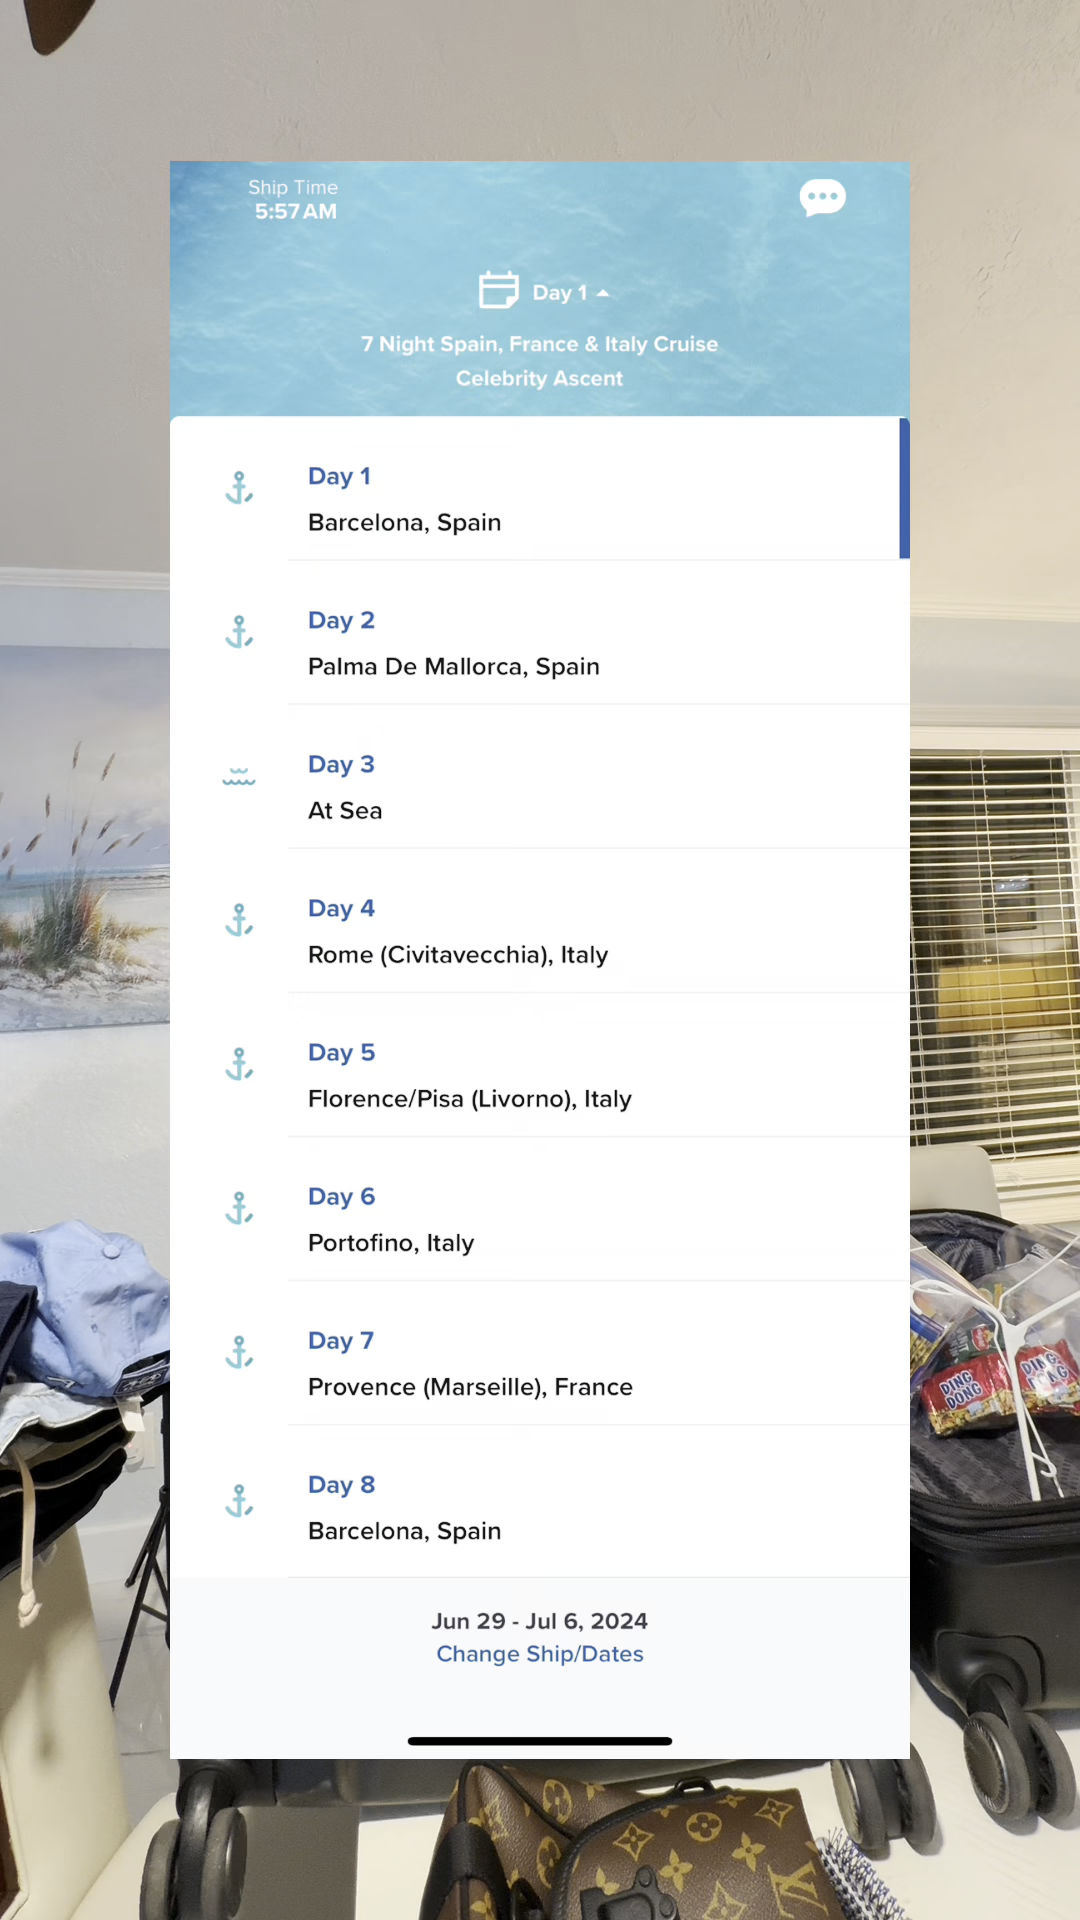 Ship Time
5:57 AM
Day 1
7 Night Spain, France & Italy Cruise
Celebrity Ascent
Day 1
Barcelona, Spain
Day 2
Palma De Mallorca, Spain
Day 3
At Sea
Day 4
Rome (Civitavecchia), Italy
Day 5
Florence/Pisa (Livorno), Italy
Day 6
Portofino, Italy
Day 7
Provence (Marseille), France
Day 8
Barcelona, Spain
Jun 29 - Jul 6, 2024
Change Ship/Dates
DING
DONG
DING
DONG
LV